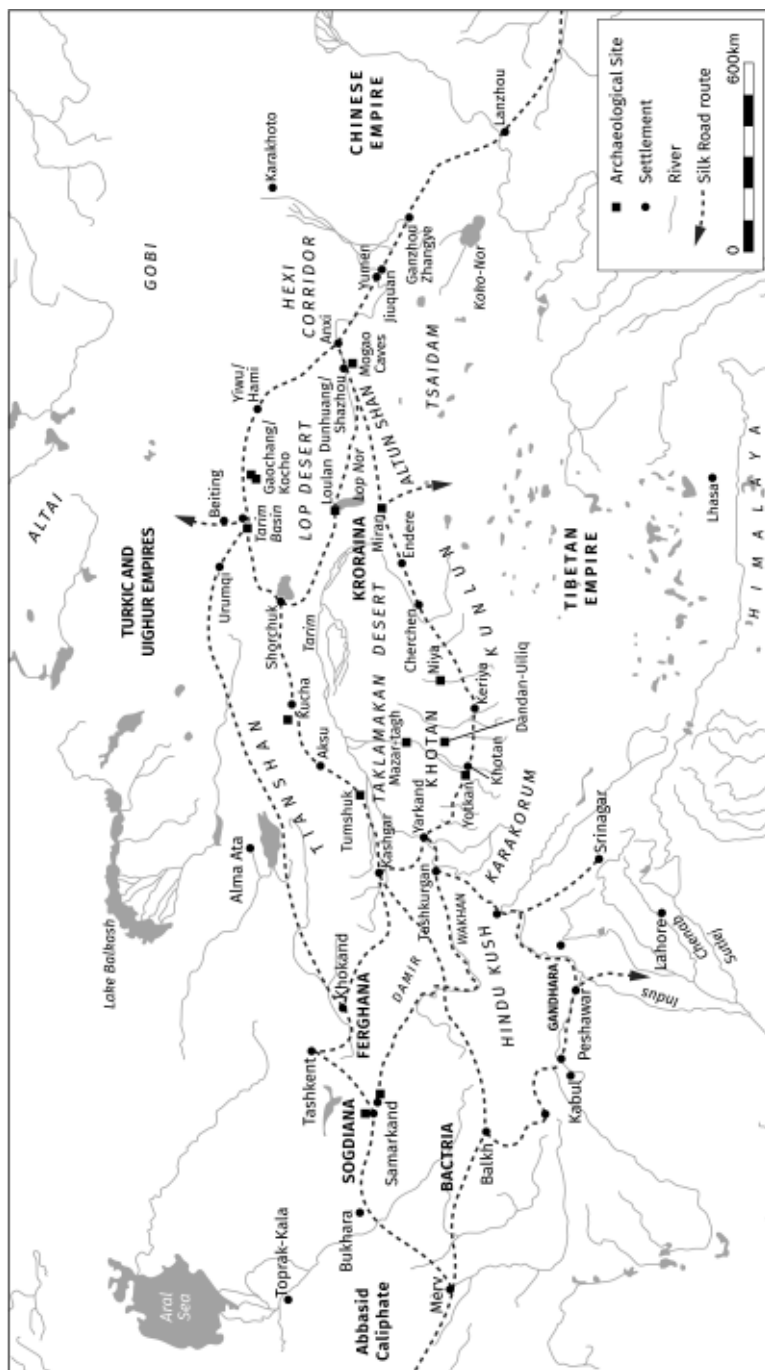 Aral
Sea
Toprak-Kala
Abbasid
Caliphate
Merv
Bukhara
SOGDIANA
Samarkand
BACTRIA
Balkh
Kabul
Tashkent
FERGHANA
Khokand
DAMIR
WAKHAN
HINDU KUSH
GANDHARA
Peshawar
Indus
Lahore
Chenab
Sutlej
Srinagar
KARAKORUM
Lake Balkash
Alma Ata
TIANSHAN
Kashgar
Tashkurgan
Yarkand
Tumshuk
Aksu
Kucha
TAKLAMAKAN DESERT
Mazar-tagh
KHOTAN
Yotkan
Khotan
Dandan-Uiliq
Keriya
Niya
Cherchen
Endere
KUNLUN
TURKIC AND
UIGHUR EMPIRES
ALTAI
Urumqi
Beiting
Tarim
Basin
Shorchuk
Tarim
Gaochang/
Kocho
LOP DESERT
Loulan
Lop Nor
KRORAINA
Miran
ALTUN SHAN
Yiwu/
Hami
Dunhuang/
Shazhou
Mogao
Caves
Anxi
HEXI
CORRIDOR
GOBI
Yumen
Jiuquan
Ganzhou
Zhangye
Karakhoto
CHINESE
EMPIRE
Lanzhou
Koko-Nor
TSAIDAM
TIBETAN
EMPIRE
Lhasa
HIMALAYA
Archaeological Site
Settlement
River
Silk Road route
0
600km